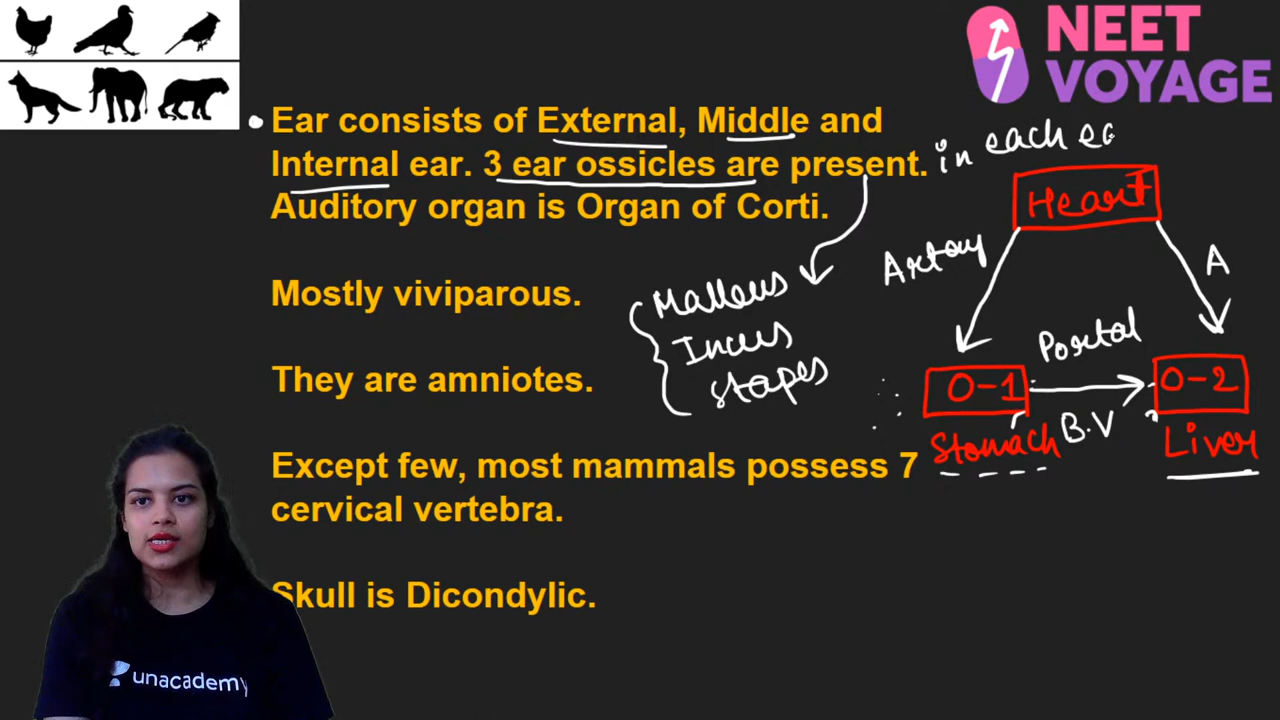 NEET
VOYAGE
Ear consists of External, Middle and
Internal ear. 3 ear ossicles are present. in each ea
Auditory organ is Organ of Corti.
Heart
Artery
A
Mostly viviparous.
Malleus
Incus
Stapes
Portal
B.V
O-1
O-2
Stomach
Liver
They are amniotes.
Except few, most mammals possess 7
cervical vertebra.
Skull is Dicondylic.
unacademy